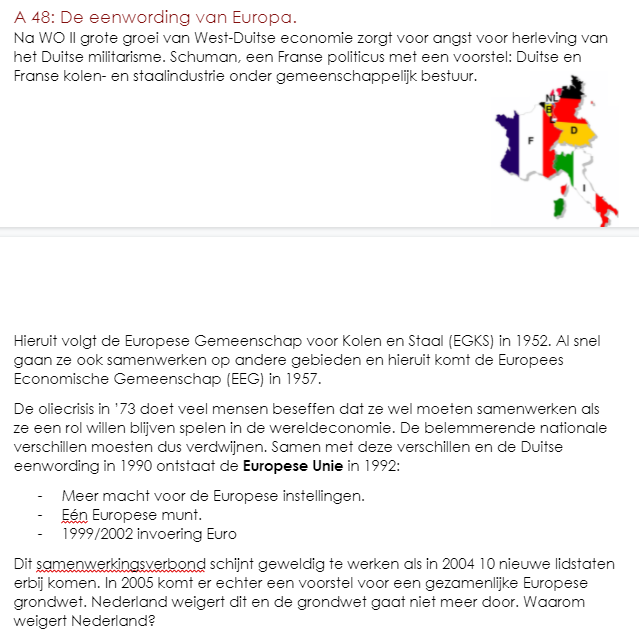 A 48: De eenwording van Europa.
Na WO II grote groei van West-Duitse economie zorgt voor angst voor herleving van
het Duitse militarisme. Schuman, een Franse politicus met een voorstel: Duitse en
Franse kolen- en staalindustrie onder gemeenschappelijk bestuur.
NL
B
D
F
I
Hieruit volgt de Europese Gemeenschap voor Kolen en Staal (EGKS) in 1952. Al snel
gaan ze ook samenwerken op andere gebieden en hieruit komt de Europees
Economische Gemeenschap (EEG) in 1957.
De oliecrisis in '73 doet veel mensen beseffen dat ze wel moeten samenwerken als
ze een rol willen blijven spelen in de wereldeconomie. De belemmerende nationale
verschillen moesten dus verdwijnen. Samen met deze verschillen en de Duitse
eenwording in 1990 ontstaat de Europese Unie in 1992:
- Meer macht voor de Europese instellingen.
- Eén Europese munt.
- 1999/2002 invoering Euro
Dit samenwerkingsverbond schijnt geweldig te werken als in 2004 10 nieuwe lidstaten
erbij komen. In 2005 komt er echter een voorstel voor een gezamenlijke Europese
grondwet. Nederland weigert dit en de grondwet gaat niet meer door. Waarom
weigert Nederland?